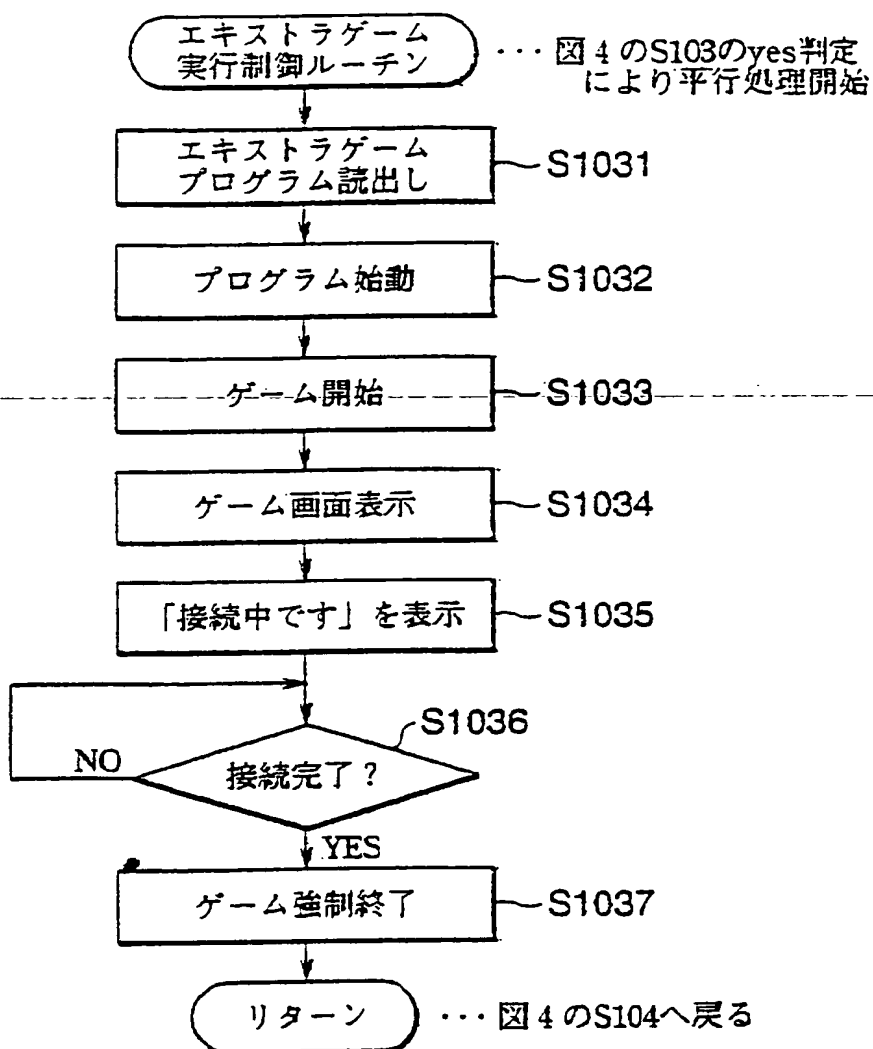 エキストラゲーム
実行制御ルーチン
・・・図4のS103のyes判定
により平行処理開始
エキストラゲーム
プログラム読出し
S1031
プログラム始動
S1032
ゲーム開始
S1033
ゲーム画面表示
S1034
「接続中です」を表示
S1035
S1036
NO
接続完了?
YES
ゲーム強制終了
S1037
リターン
・・・図4のS104へ戻る